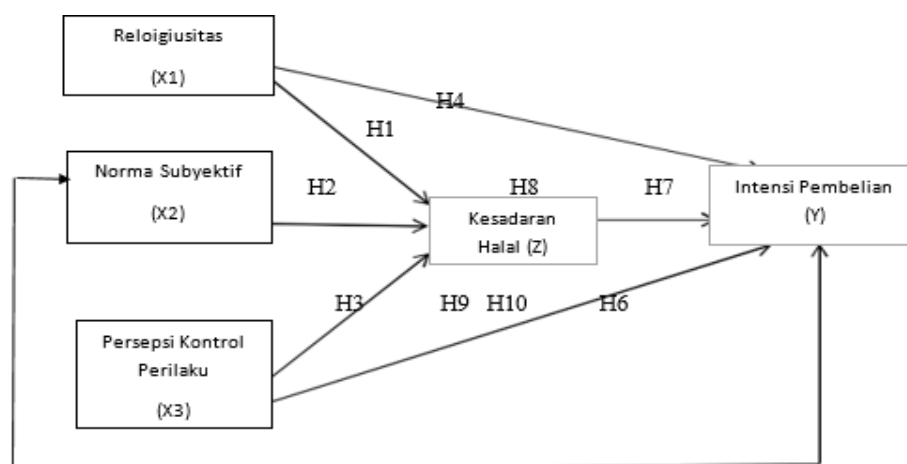 Reloigiusitas
(X1)
H4
H1
Norma Subyektif
(X2)
H2
H8
H7
Intensi Pembelian
(Y)
Kesadaran
Halal (Z)
H3
H9
H10
H6
Persepsi Kontrol
Perilaku
(X3)